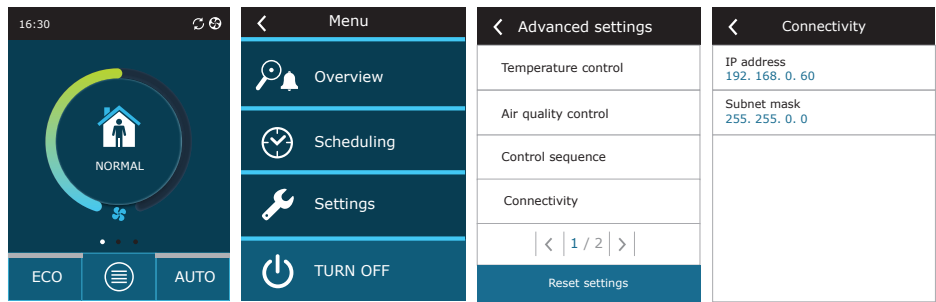 16:30
NORMAL
ECO
AUTO
Menu
Overview
Scheduling
Settings
TURN OFF
Advanced settings
Temperature control
Air quality control
Control sequence
Connectivity
1 / 2
Reset settings
Connectivity
IP address
192. 168. 0. 60
Subnet mask
255. 255. 0. 0